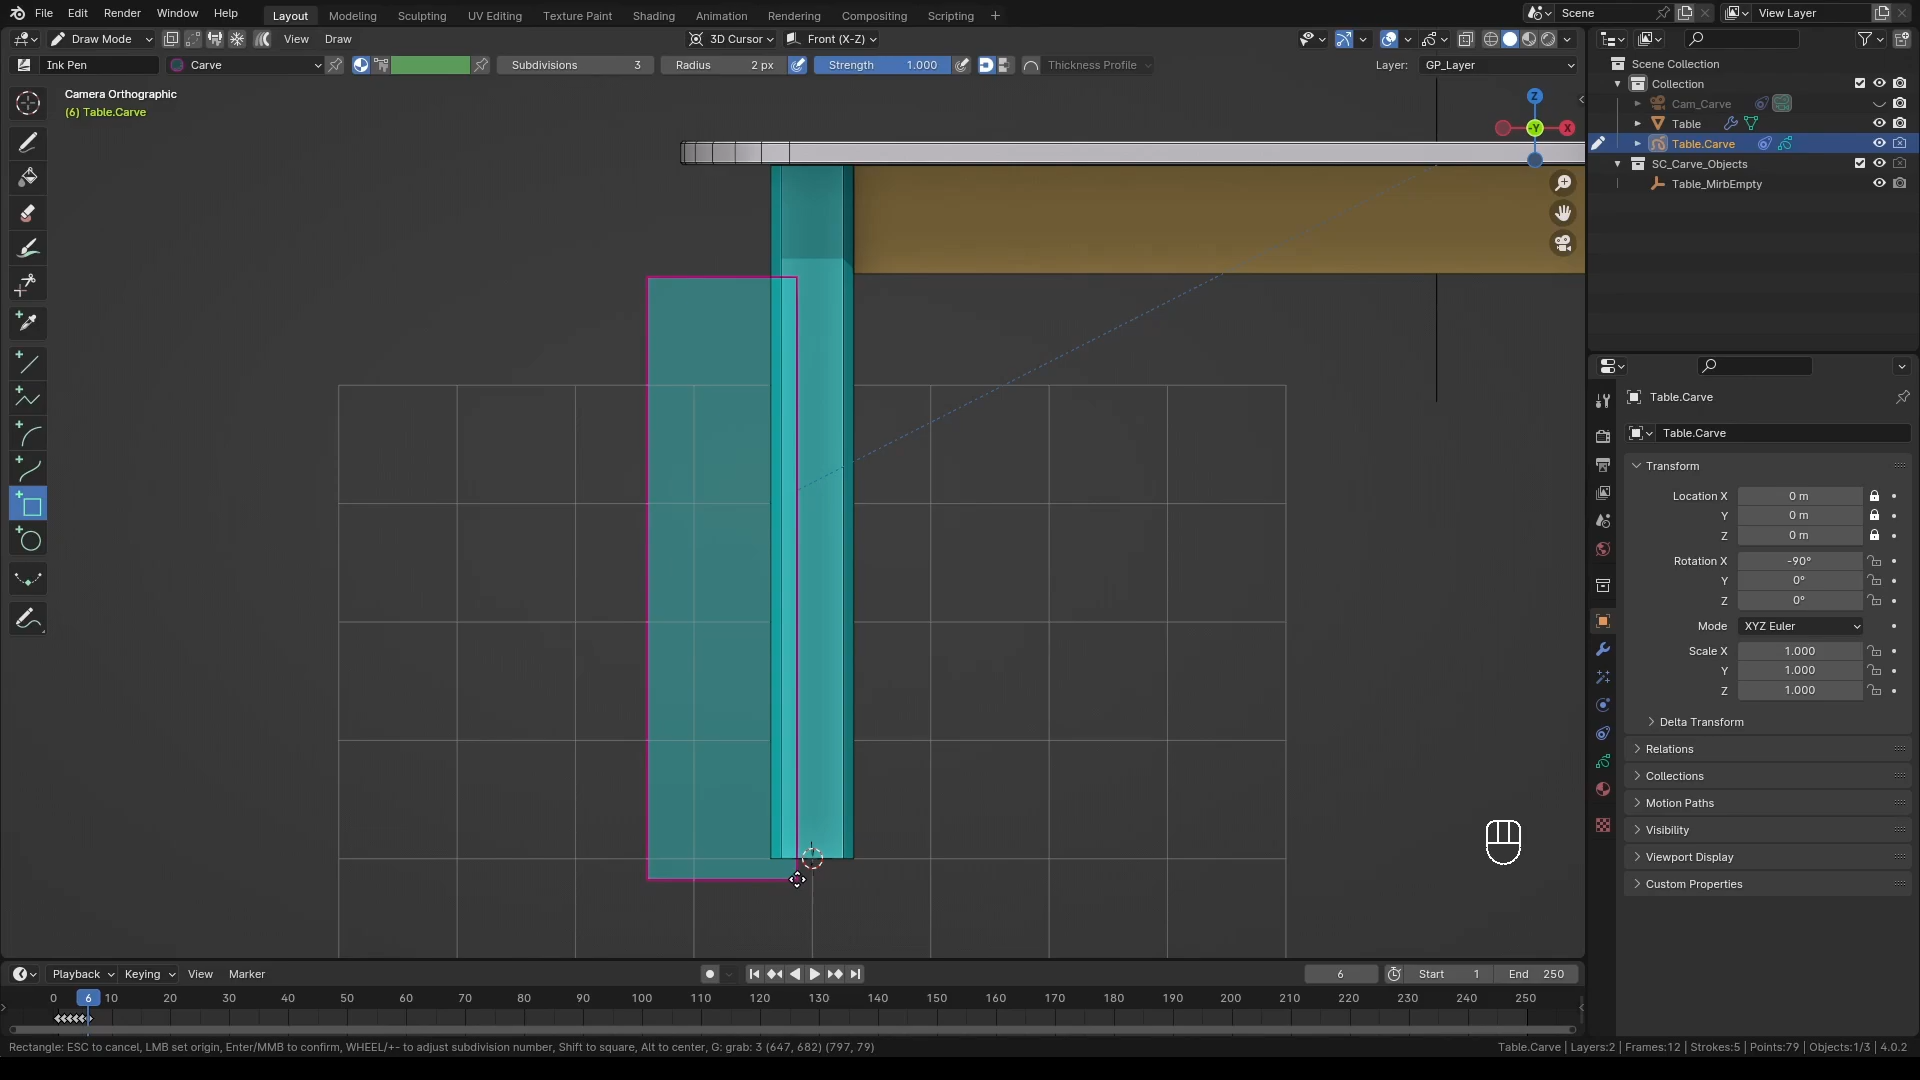 File Edit Render Window Help Layout Modeling Sculpting UV Editing Texture Paint Shading Animation Rendering Compositing Scripting + Scene View Layer
Draw Mode View Draw 3D Cursor Front (X-Z)
Ink Pen Carve Subdivisions 3 Radius 2 px Strength 1.000 Thickness Profile Layer: GP_Layer
Camera Orthographic
(6) Table.Carve
Z
-Y
X
Scene Collection
Collection
Cam_Carve
Table
Table.Carve
SC_Carve_Objects
Table_MirbEmpty
Table.Carve
Table.Carve
Transform
Location X 0 m
Y 0 m
Z 0 m
Rotation X -90°
Y 0°
Z 0°
Mode XYZ Euler
Scale X 1.000
Y 1.000
Z 1.000
Delta Transform
Relations
Collections
Motion Paths
Visibility
Viewport Display
Custom Properties
Playback Keying View Marker 6 Start 1 End 250
0 6 10 20 30 40 50 60 70 80 90 100 110 120 130 140 150 160 170 180 190 200 210 220 230 240 250
Rectangle: ESC to cancel, LMB set origin, Enter/MMB to confirm, WHEEL/+- to adjust subdivision number, Shift to square, Alt to center, G: grab: 3 (647, 682) (797, 79)
Table.Carve | Layers:2 | Frames:12 | Strokes:5 | Points:79 | Objects:1/3 | 4.0.2